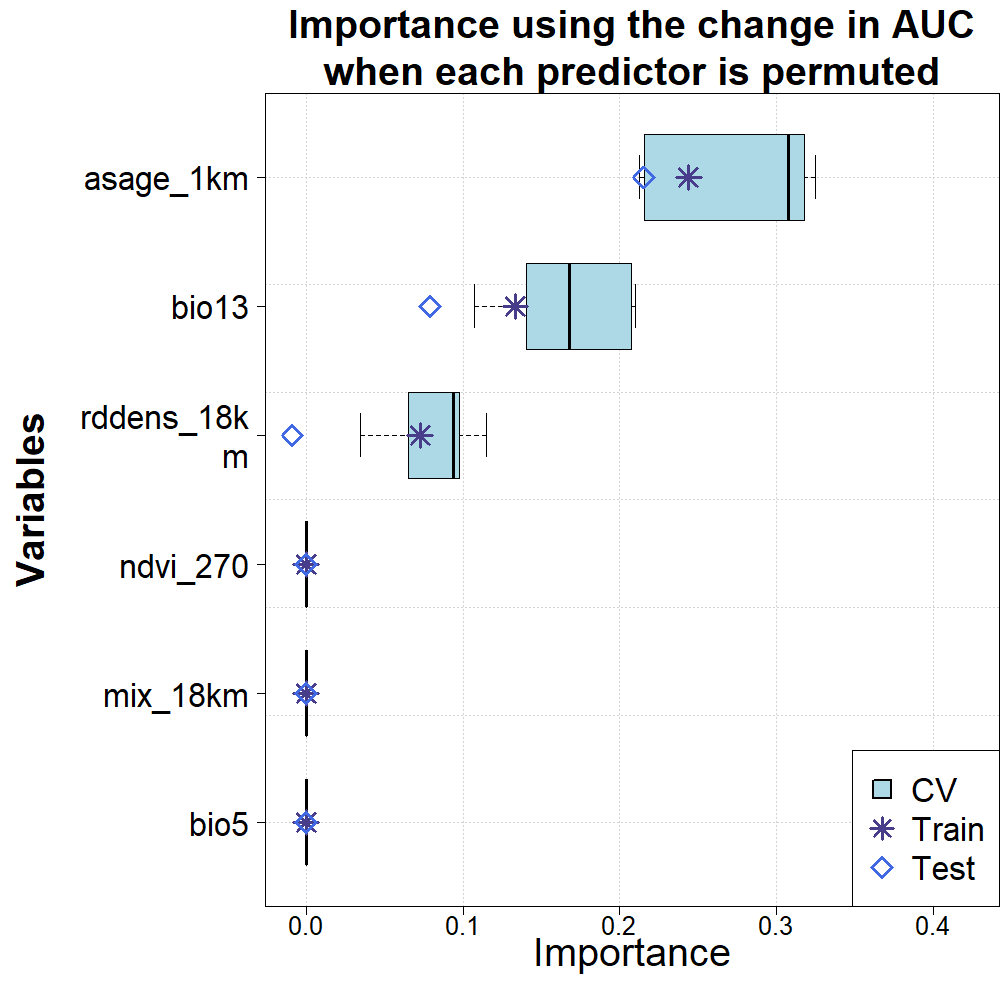 Importance using the change in AUC
when each predictor is permuted
Variables
asage_1km
bio13
rddens_18k
m
ndvi_270
mix_18km
bio5
CV
Train
Test
0.0 0.1 0.2 0.3 0.4
Importance